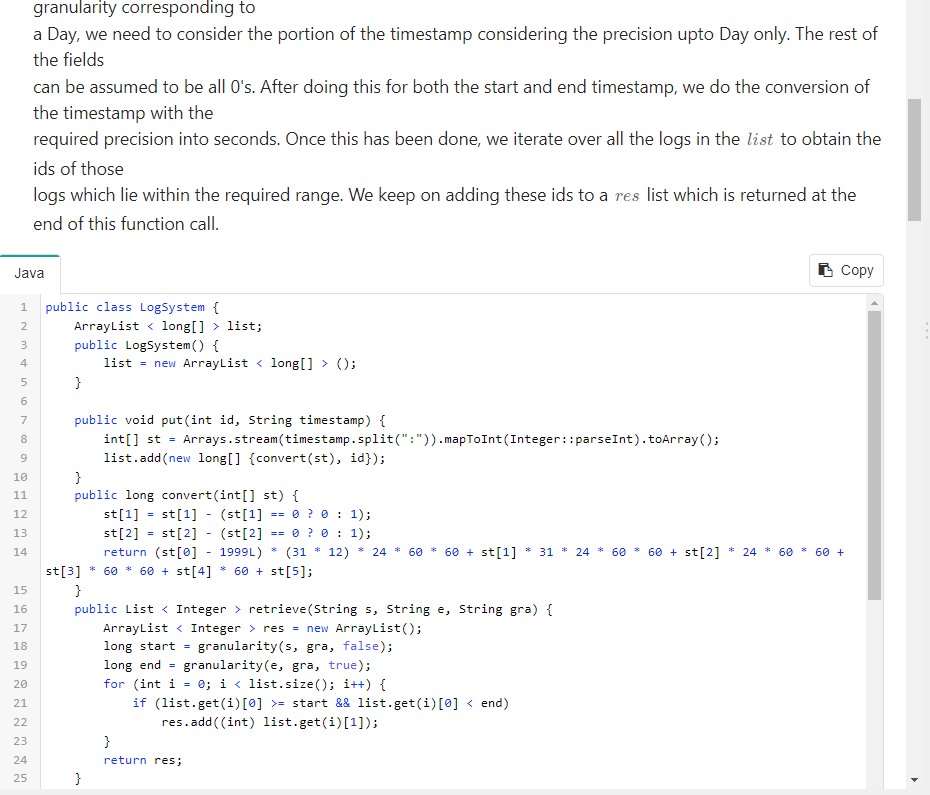 granularity corresponding to
a Day, we need to consider the portion of the timestamp considering the precision upto Day only. The rest of
the fields
can be assumed to be all 0's. After doing this for both the start and end timestamp, we do the conversion of
the timestamp with the
required precision into seconds. Once this has been done, we iterate over all the logs in the list to obtain the
ids of those
logs which lie within the required range. We keep on adding these ids to a res list which is returned at the
end of this function call.
Java
Copy
1 public class LogSystem {
2     ArrayList < long[] > list;
3     public LogSystem() {
4         list = new ArrayList < long[] > ();
5     }
6
7     public void put(int id, String timestamp) {
8         int[] st = Arrays.stream(timestamp.split(":")).mapToInt(Integer::parseInt).toArray();
9         list.add(new long[] {convert(st), id});
10     }
11     public long convert(int[] st) {
12         st[1] = st[1] - (st[1] == 0 ? 0 : 1);
13         st[2] = st[2] - (st[2] == 0 ? 0 : 1);
14         return (st[0] - 1999L) * (31 * 12) * 24 * 60 * 60 + st[1] * 31 * 24 * 60 * 60 + st[2] * 24 * 60 * 60 +
st[3] * 60 * 60 + st[4] * 60 + st[5];
15     }
16     public List < Integer > retrieve(String s, String e, String gra) {
17         ArrayList < Integer > res = new ArrayList();
18         long start = granularity(s, gra, false);
19         long end = granularity(e, gra, true);
20         for (int i = 0; i < list.size(); i++) {
21             if (list.get(i)[0] >= start && list.get(i)[0] < end)
22                 res.add((int) list.get(i)[1]);
23         }
24         return res;
25     }